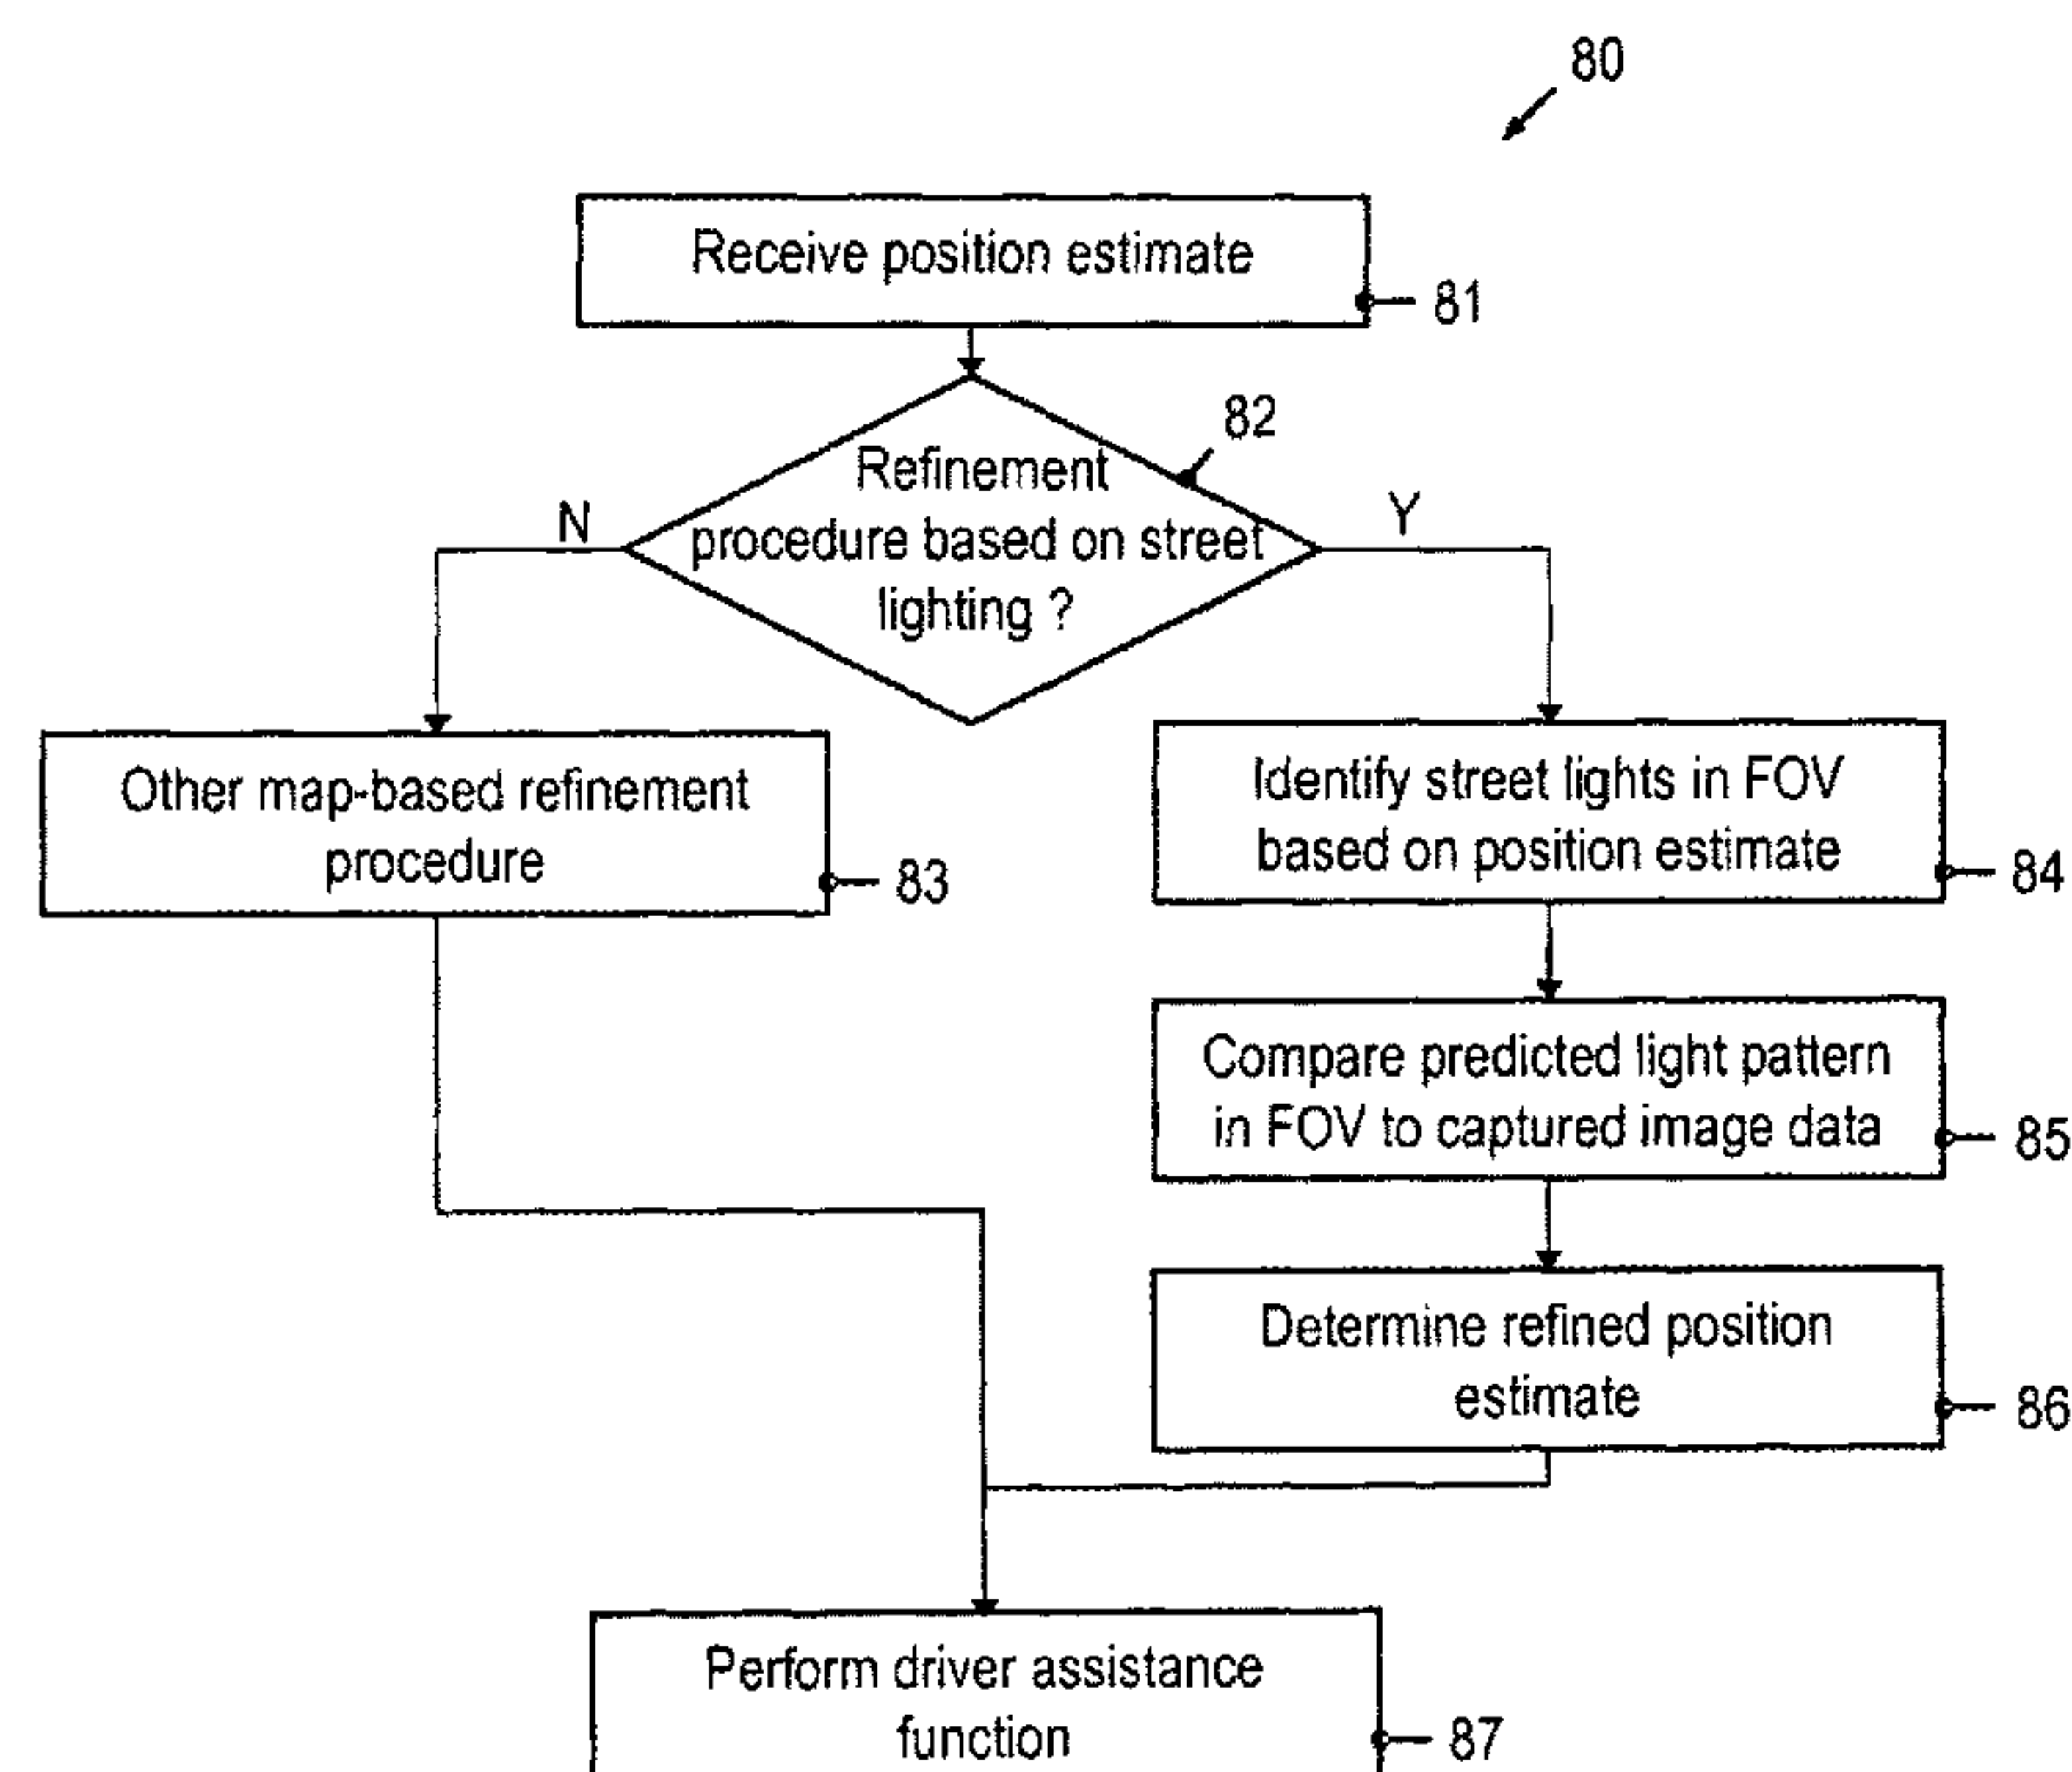 80
Receive position estimate
81
82
Refinement
procedure based on street
lighting ?
N
Y
Other map-based refinement
procedure
83
Identify street lights in FOV
based on position estimate
84
Compare predicted light pattern
in FOV to captured image data
85
Determine refined position
estimate
86
Perform driver assistance
function
87